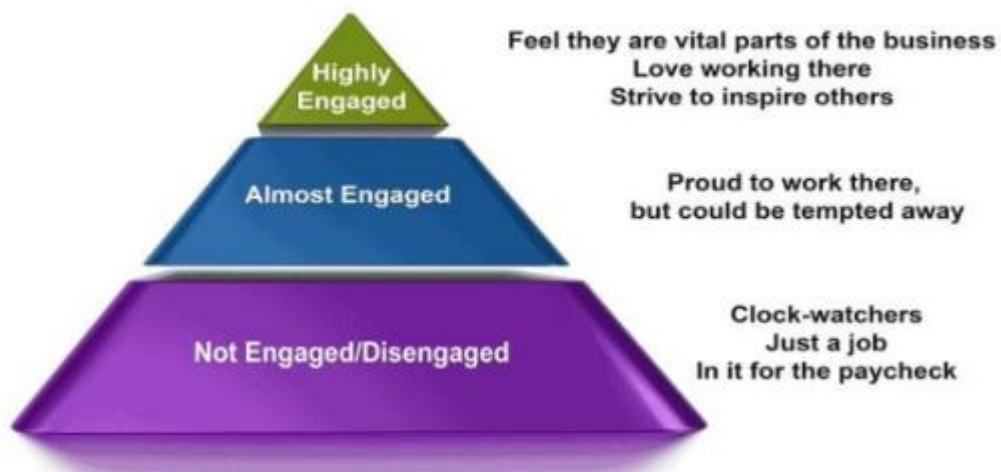 Highly
Engaged
Feel they are vital parts of the business
Love working there
Strive to inspire others
Almost Engaged
Proud to work there,
but could be tempted away
Not Engaged/Disengaged
Clock-watchers
Just a job
In it for the paycheck